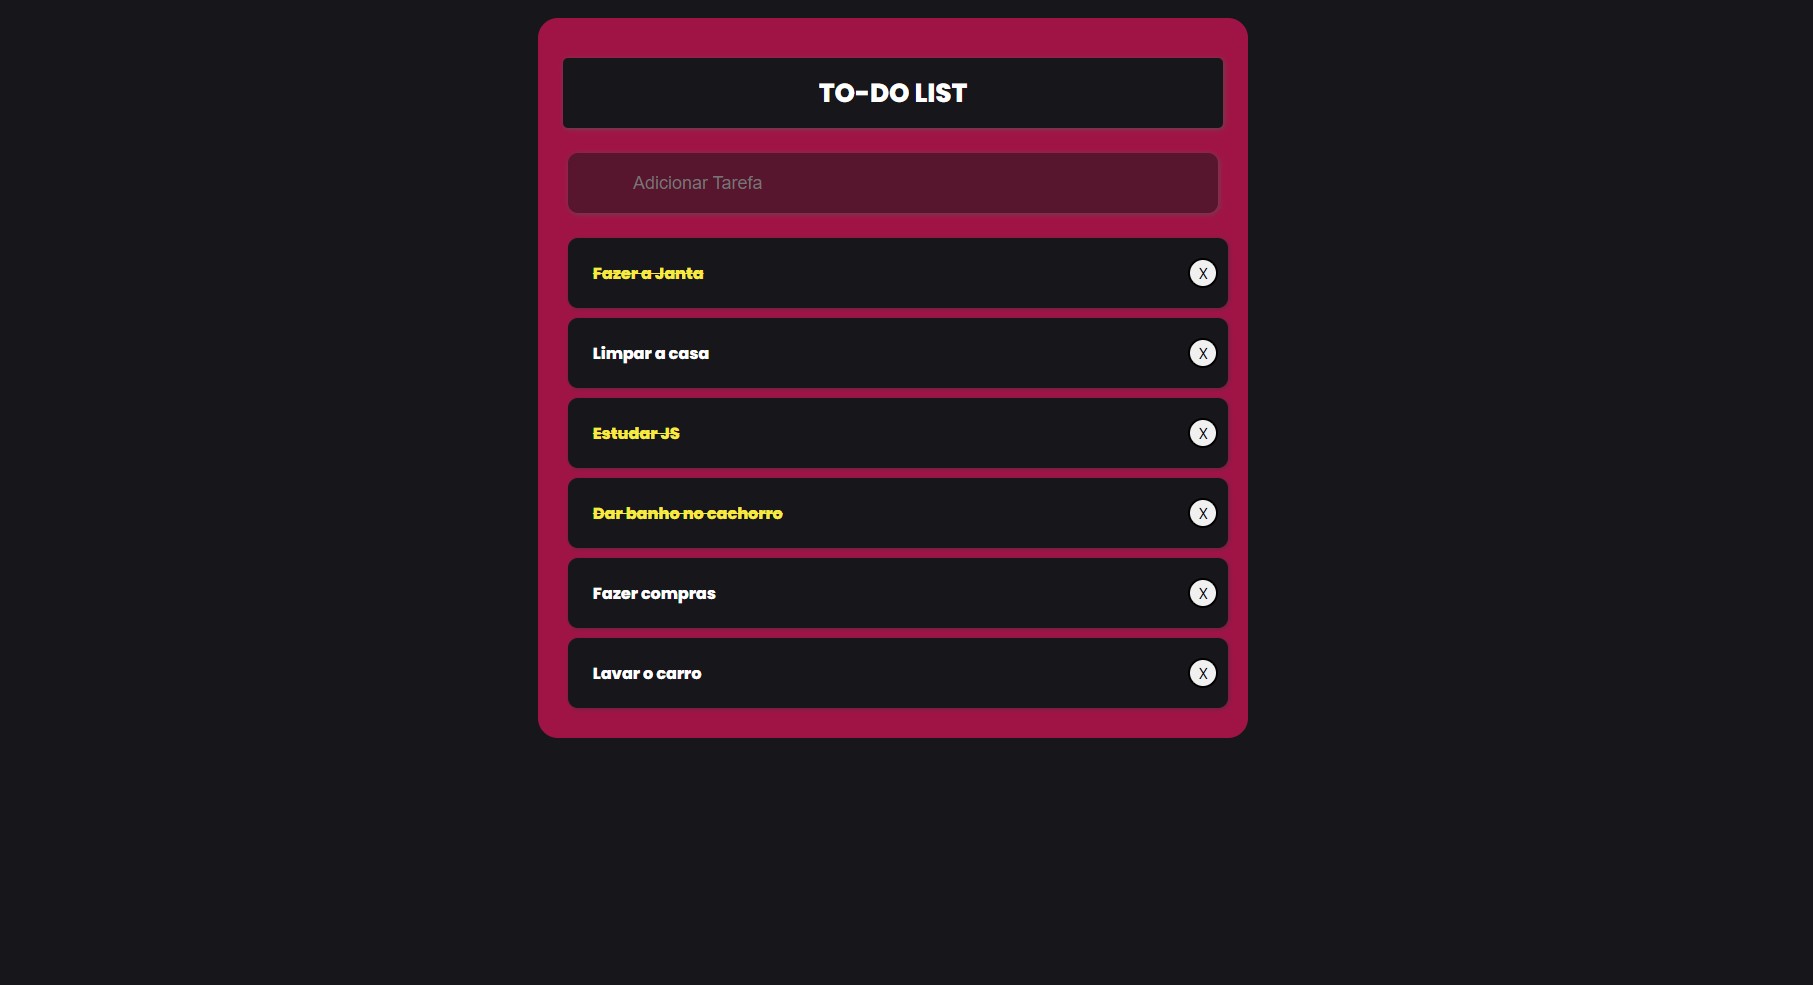 TO-DO LIST
Adicionar Tarefa
Fazer a Janta
X
Limpar a casa
X
Estudar JS
X
Dar banho no cachorro
X
Fazer compras
X
Lavar o carro
X